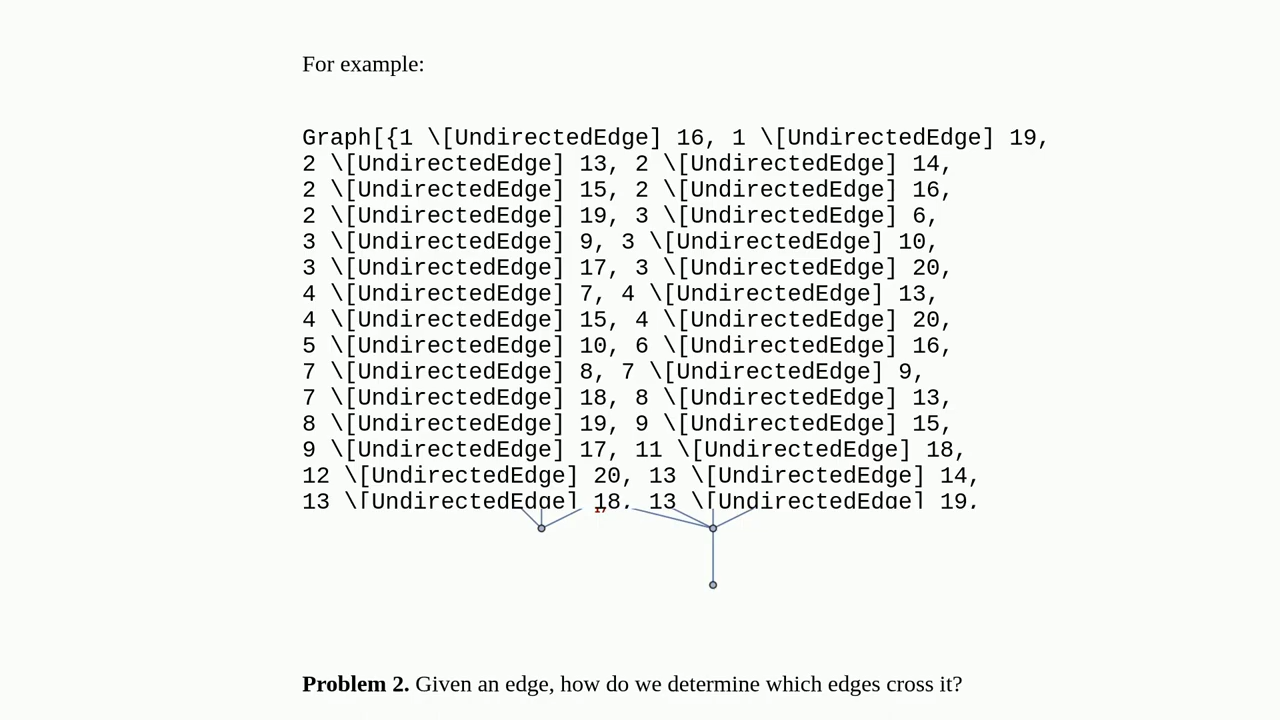 For example:
Graph[{1 \[UndirectedEdge] 16, 1 \[UndirectedEdge] 19,
2 \[UndirectedEdge] 13, 2 \[UndirectedEdge] 14,
2 \[UndirectedEdge] 15, 2 \[UndirectedEdge] 16,
2 \[UndirectedEdge] 19, 3 \[UndirectedEdge] 6,
3 \[UndirectedEdge] 9, 3 \[UndirectedEdge] 10,
3 \[UndirectedEdge] 17, 3 \[UndirectedEdge] 20,
4 \[UndirectedEdge] 7, 4 \[UndirectedEdge] 13,
4 \[UndirectedEdge] 15, 4 \[UndirectedEdge] 20,
5 \[UndirectedEdge] 10, 6 \[UndirectedEdge] 16,
7 \[UndirectedEdge] 8, 7 \[UndirectedEdge] 9,
7 \[UndirectedEdge] 18, 8 \[UndirectedEdge] 13,
8 \[UndirectedEdge] 19, 9 \[UndirectedEdge] 15,
9 \[UndirectedEdge] 17, 11 \[UndirectedEdge] 18,
12 \[UndirectedEdge] 20, 13 \[UndirectedEdge] 14,
13 \[UndirectedEdge] 18, 13 \[UndirectedEdge] 19,
Problem 2. Given an edge, how do we determine which edges cross it?